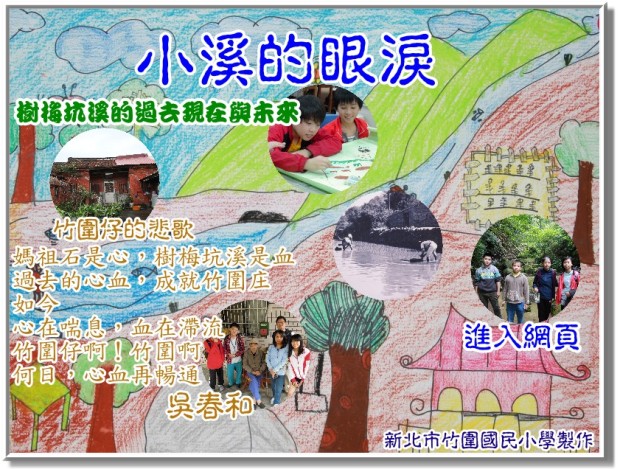 小溪的眼淚
樹梅坑溪的過去現在與未來
竹圍仔的悲歌
媽祖石是心，樹梅坑溪是血
過去的心血，成就竹圍庄
如今
心在喘息，血在滯流
竹圍仔啊！竹圍啊
何日，心血再暢通
吳春和
進入網頁
新北市竹圍國民小學製作